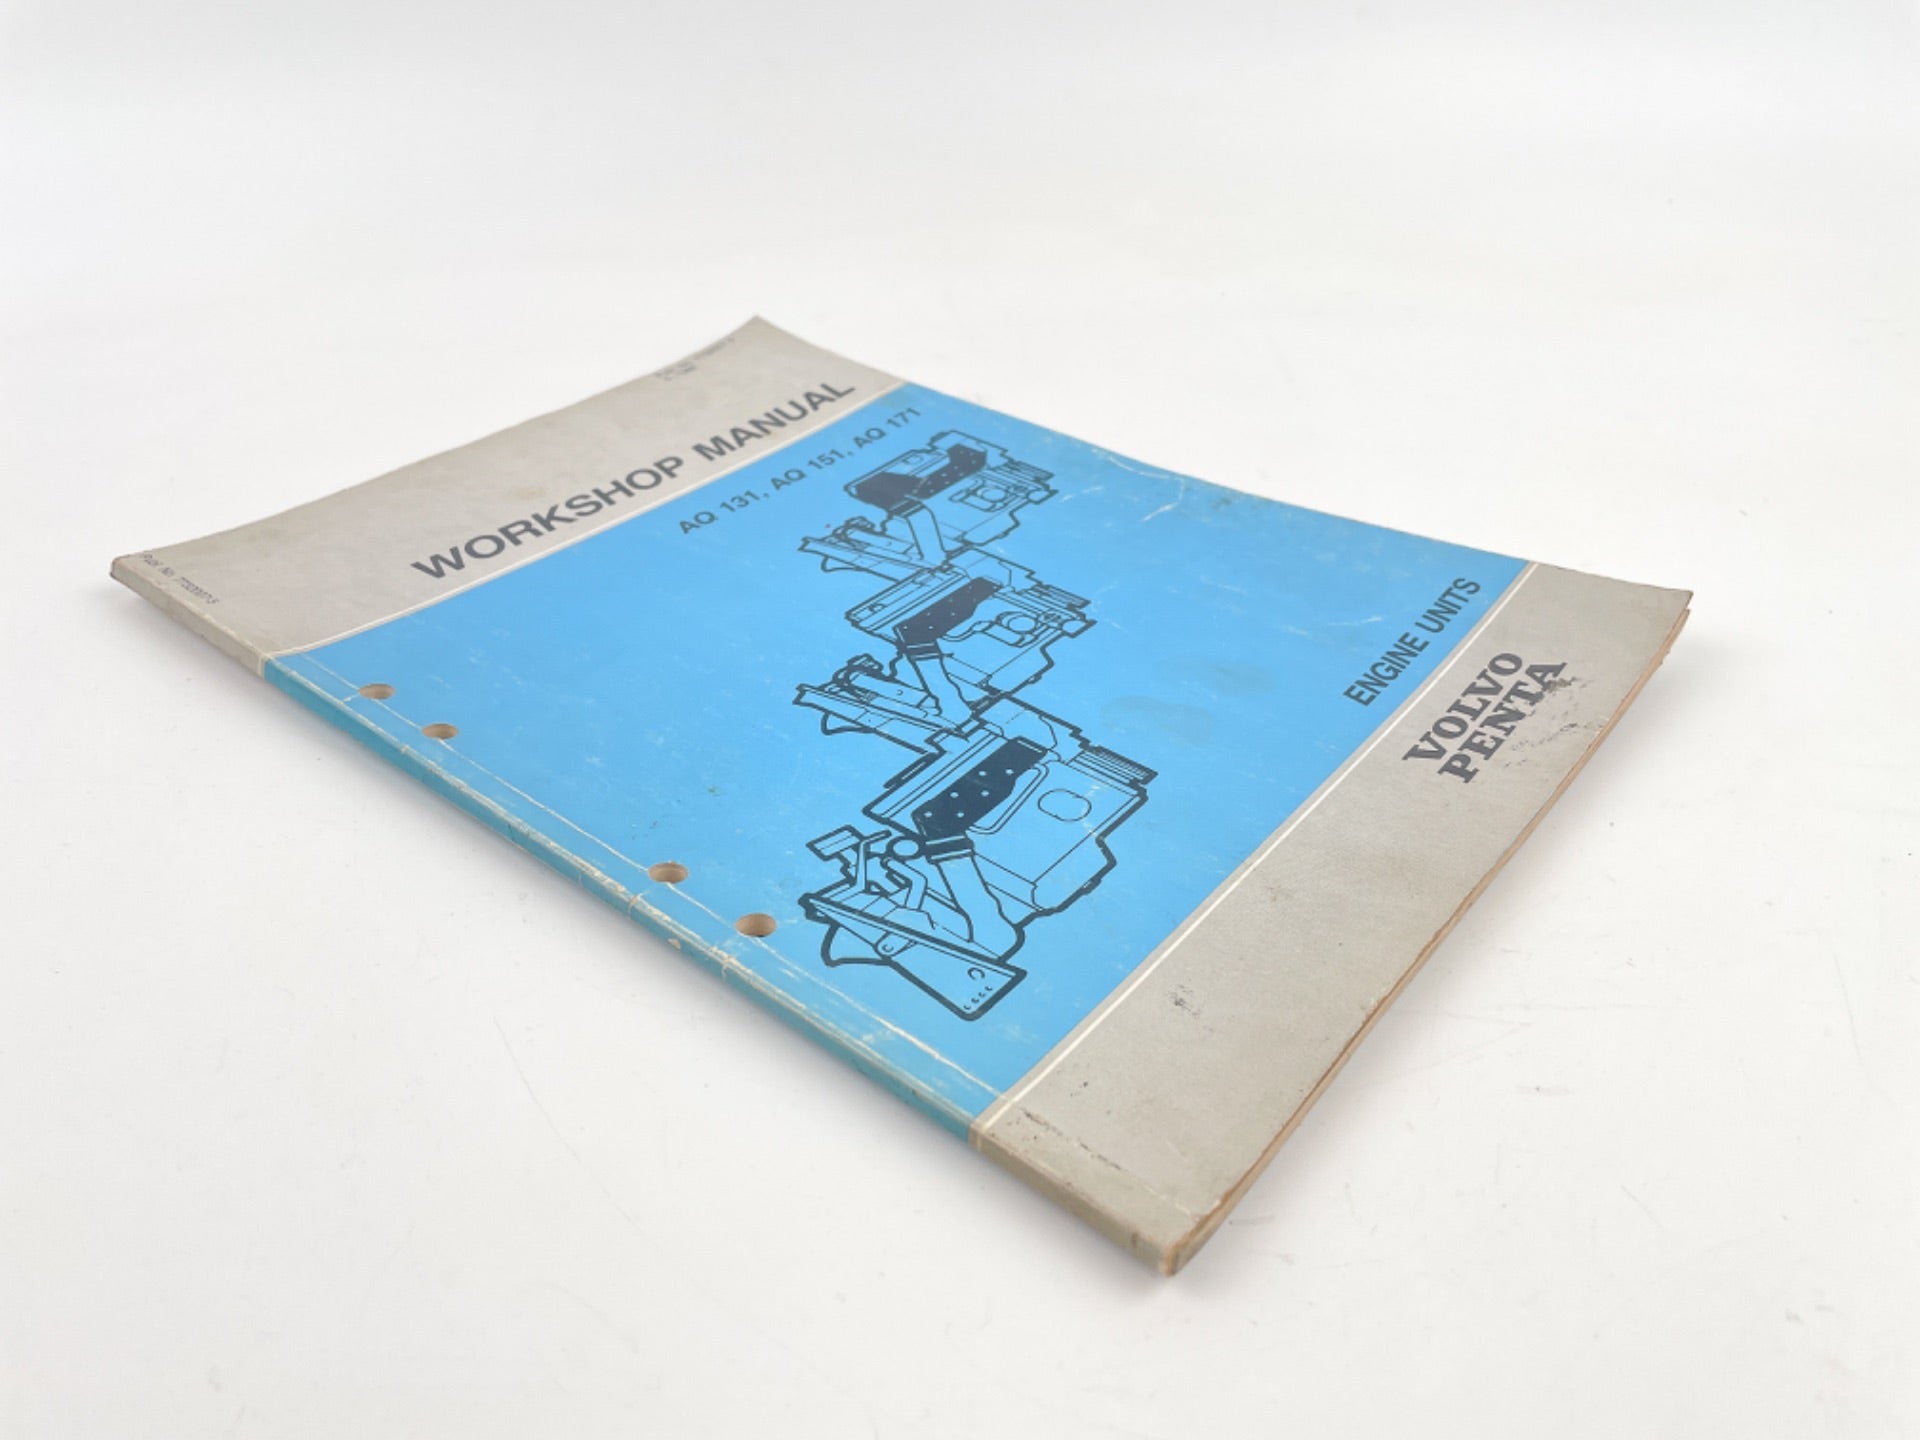 WORKSHOP MANUAL
AQ 131, AQ 151, AQ 171
ENGINE UNITS
VOLVO
PENTA